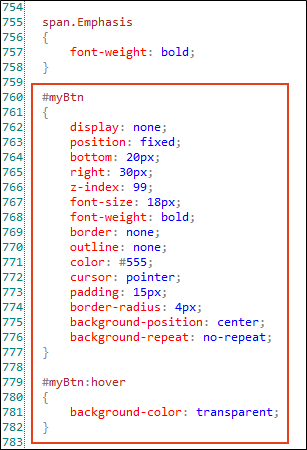 754
755 span.Emphasis
756 {
757 font-weight: bold;
758 }
759
760 #myBtn
761 {
762 display: none;
763 position: fixed;
764 bottom: 20px;
765 right: 30px;
766 z-index: 99;
767 font-size: 18px;
768 font-weight: bold;
769 border: none;
770 outline: none;
771 color: #555;
772 cursor: pointer;
773 padding: 15px;
774 border-radius: 4px;
775 background-position: center;
776 background-repeat: no-repeat;
777 }
778
779 #myBtn:hover
780 {
781 background-color: transparent;
782 }
783